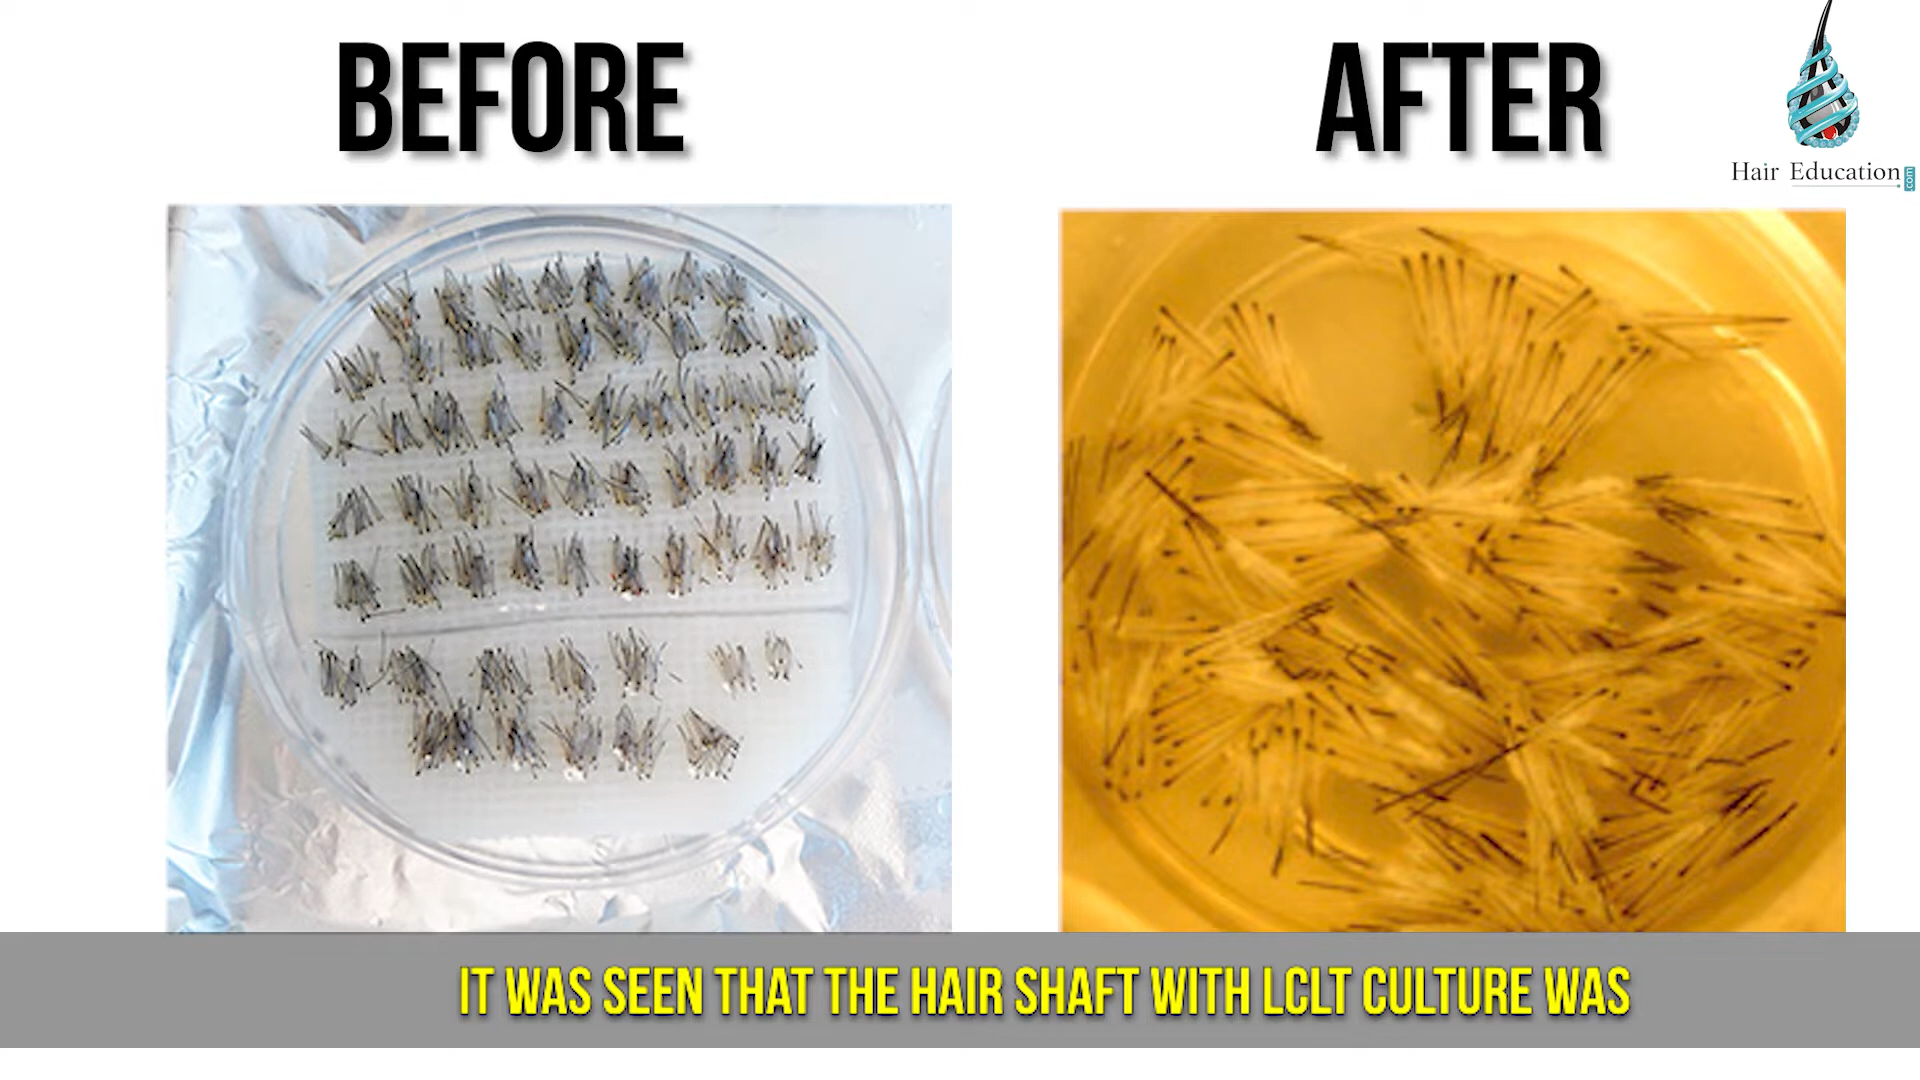 BEFORE
AFTER
Hair Education
.com
IT WAS SEEN THAT THE HAIR SHAFT WITH LCLT CULTURE WAS